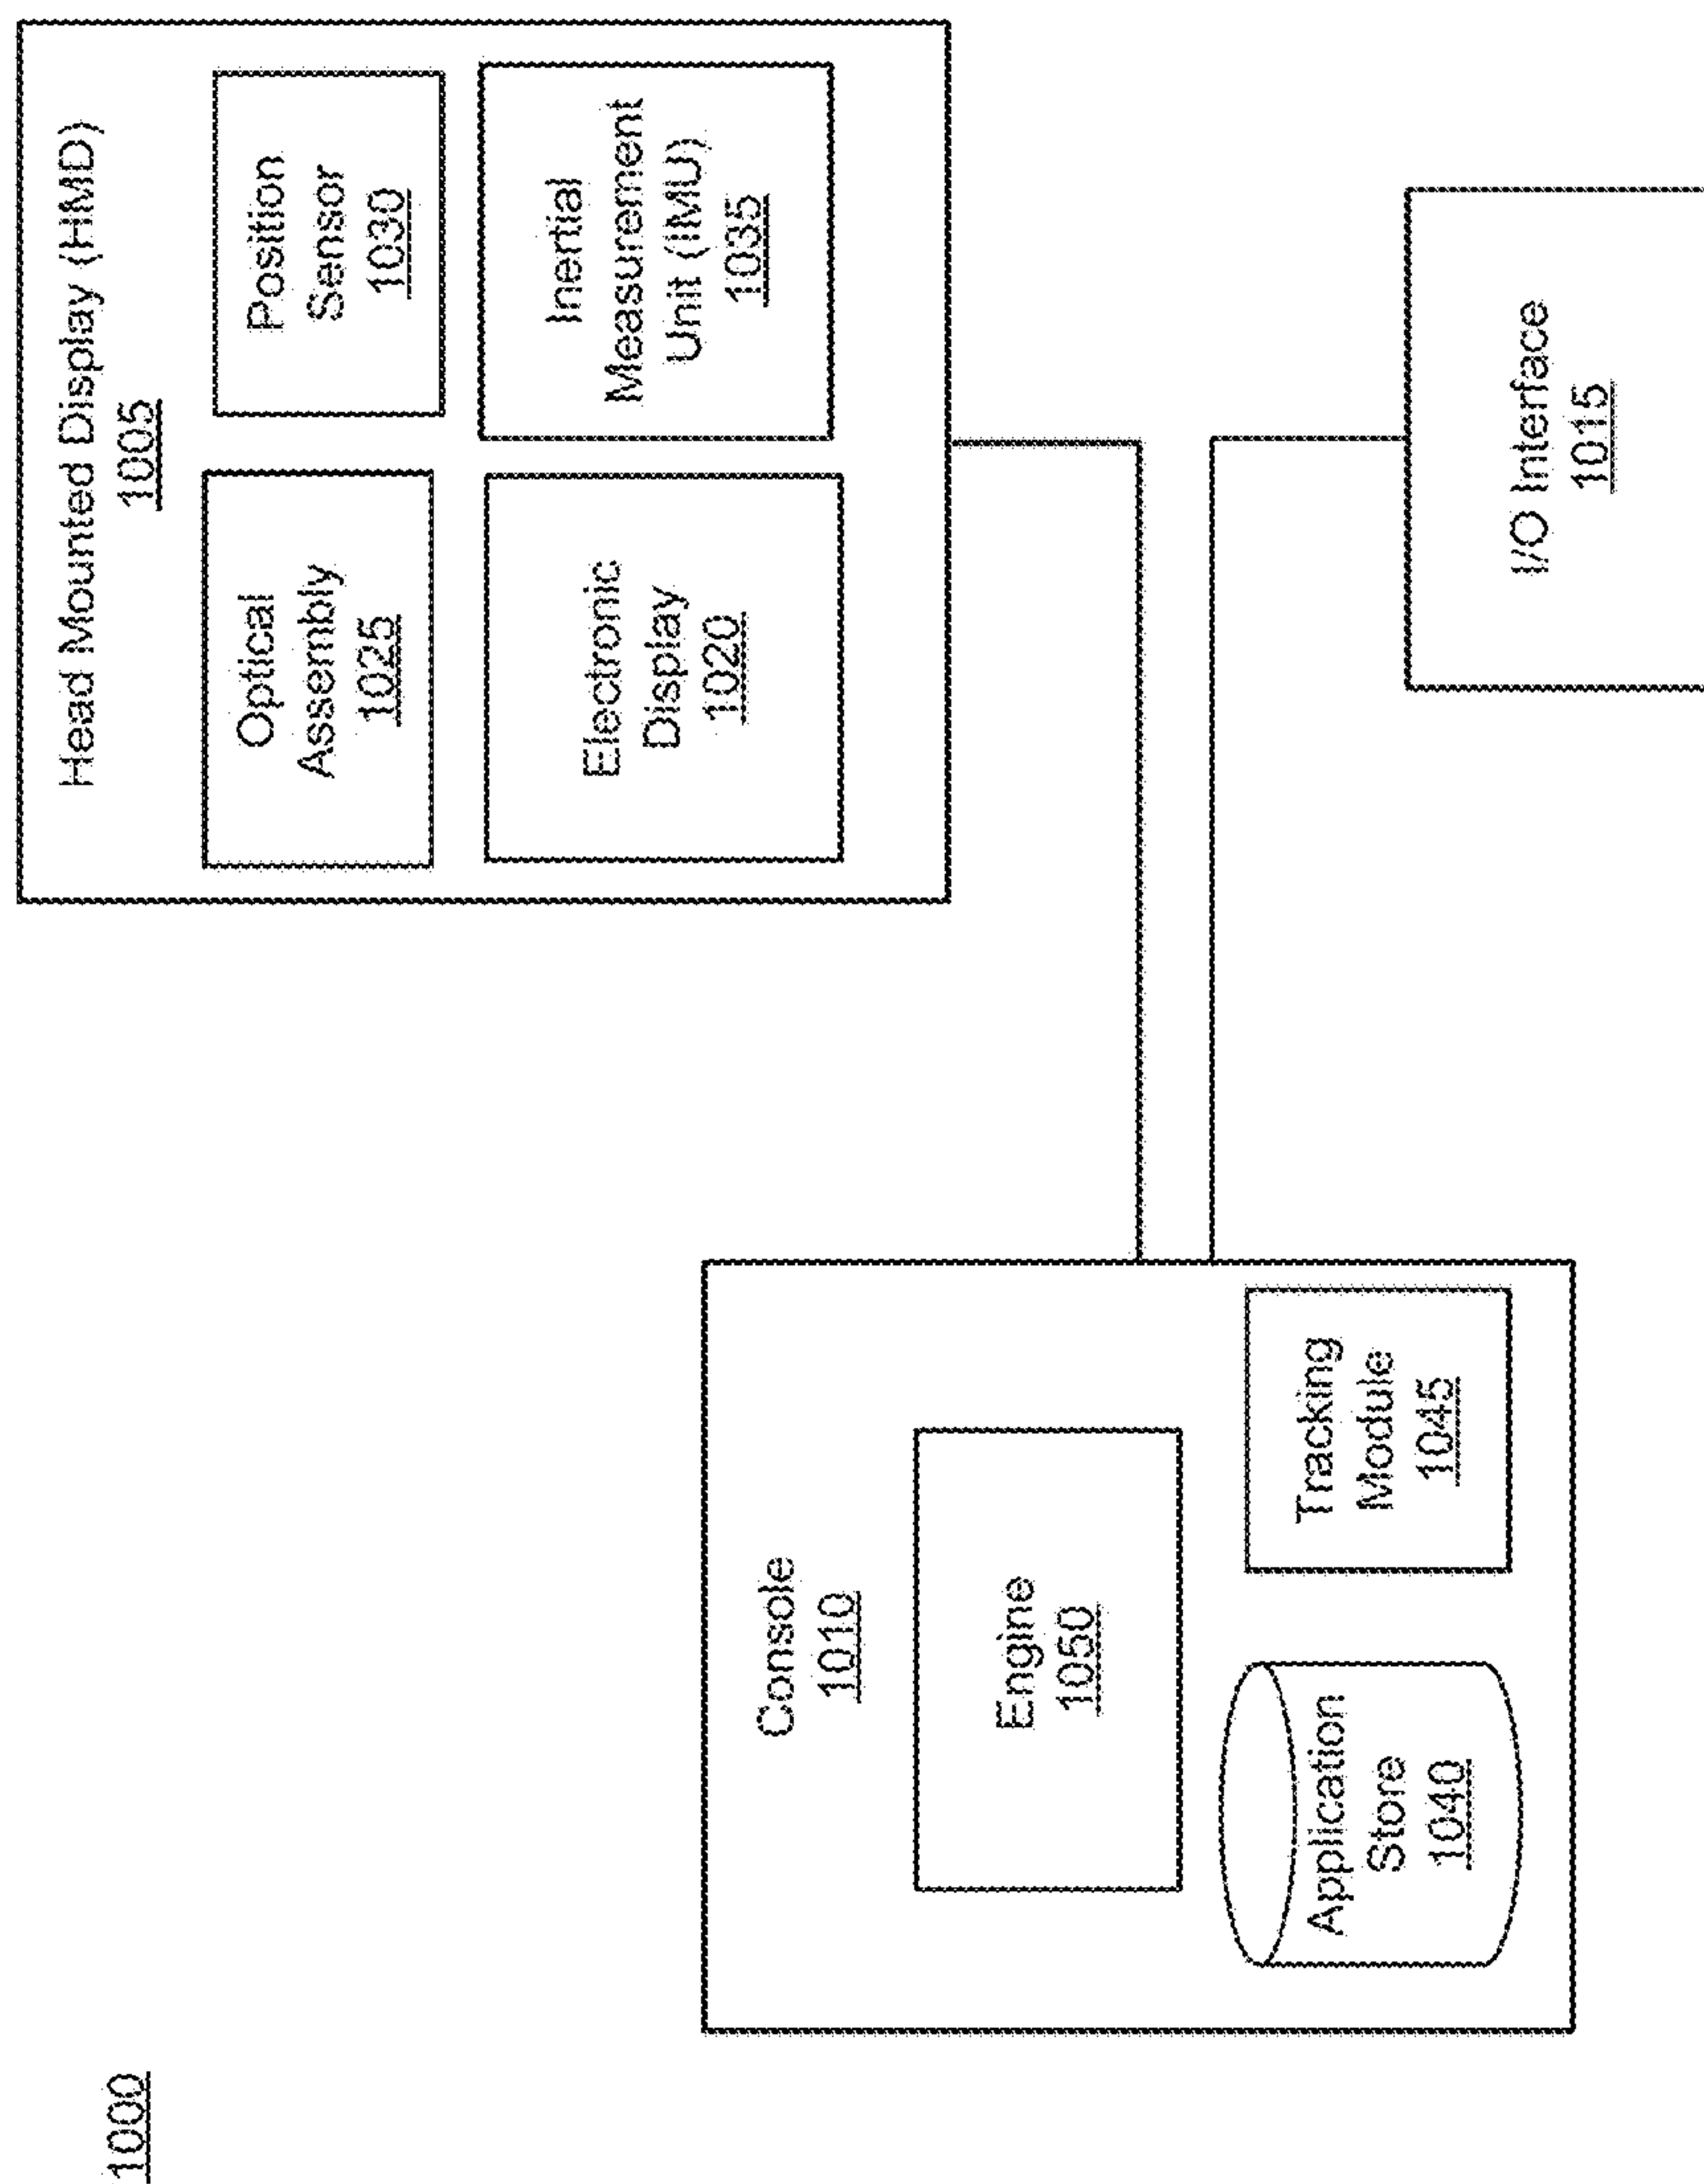 1000
Console
1010
Engine
1050
Application
Store
1040
Tracking
Module
1045
Head Mounted Display (HMD)
1005
Optical
Assembly
1025
Position
Sensor
1030
Electronic
Display
1020
Inertial
Measurement
Unit (IMU)
1035
I/O Interface
1015